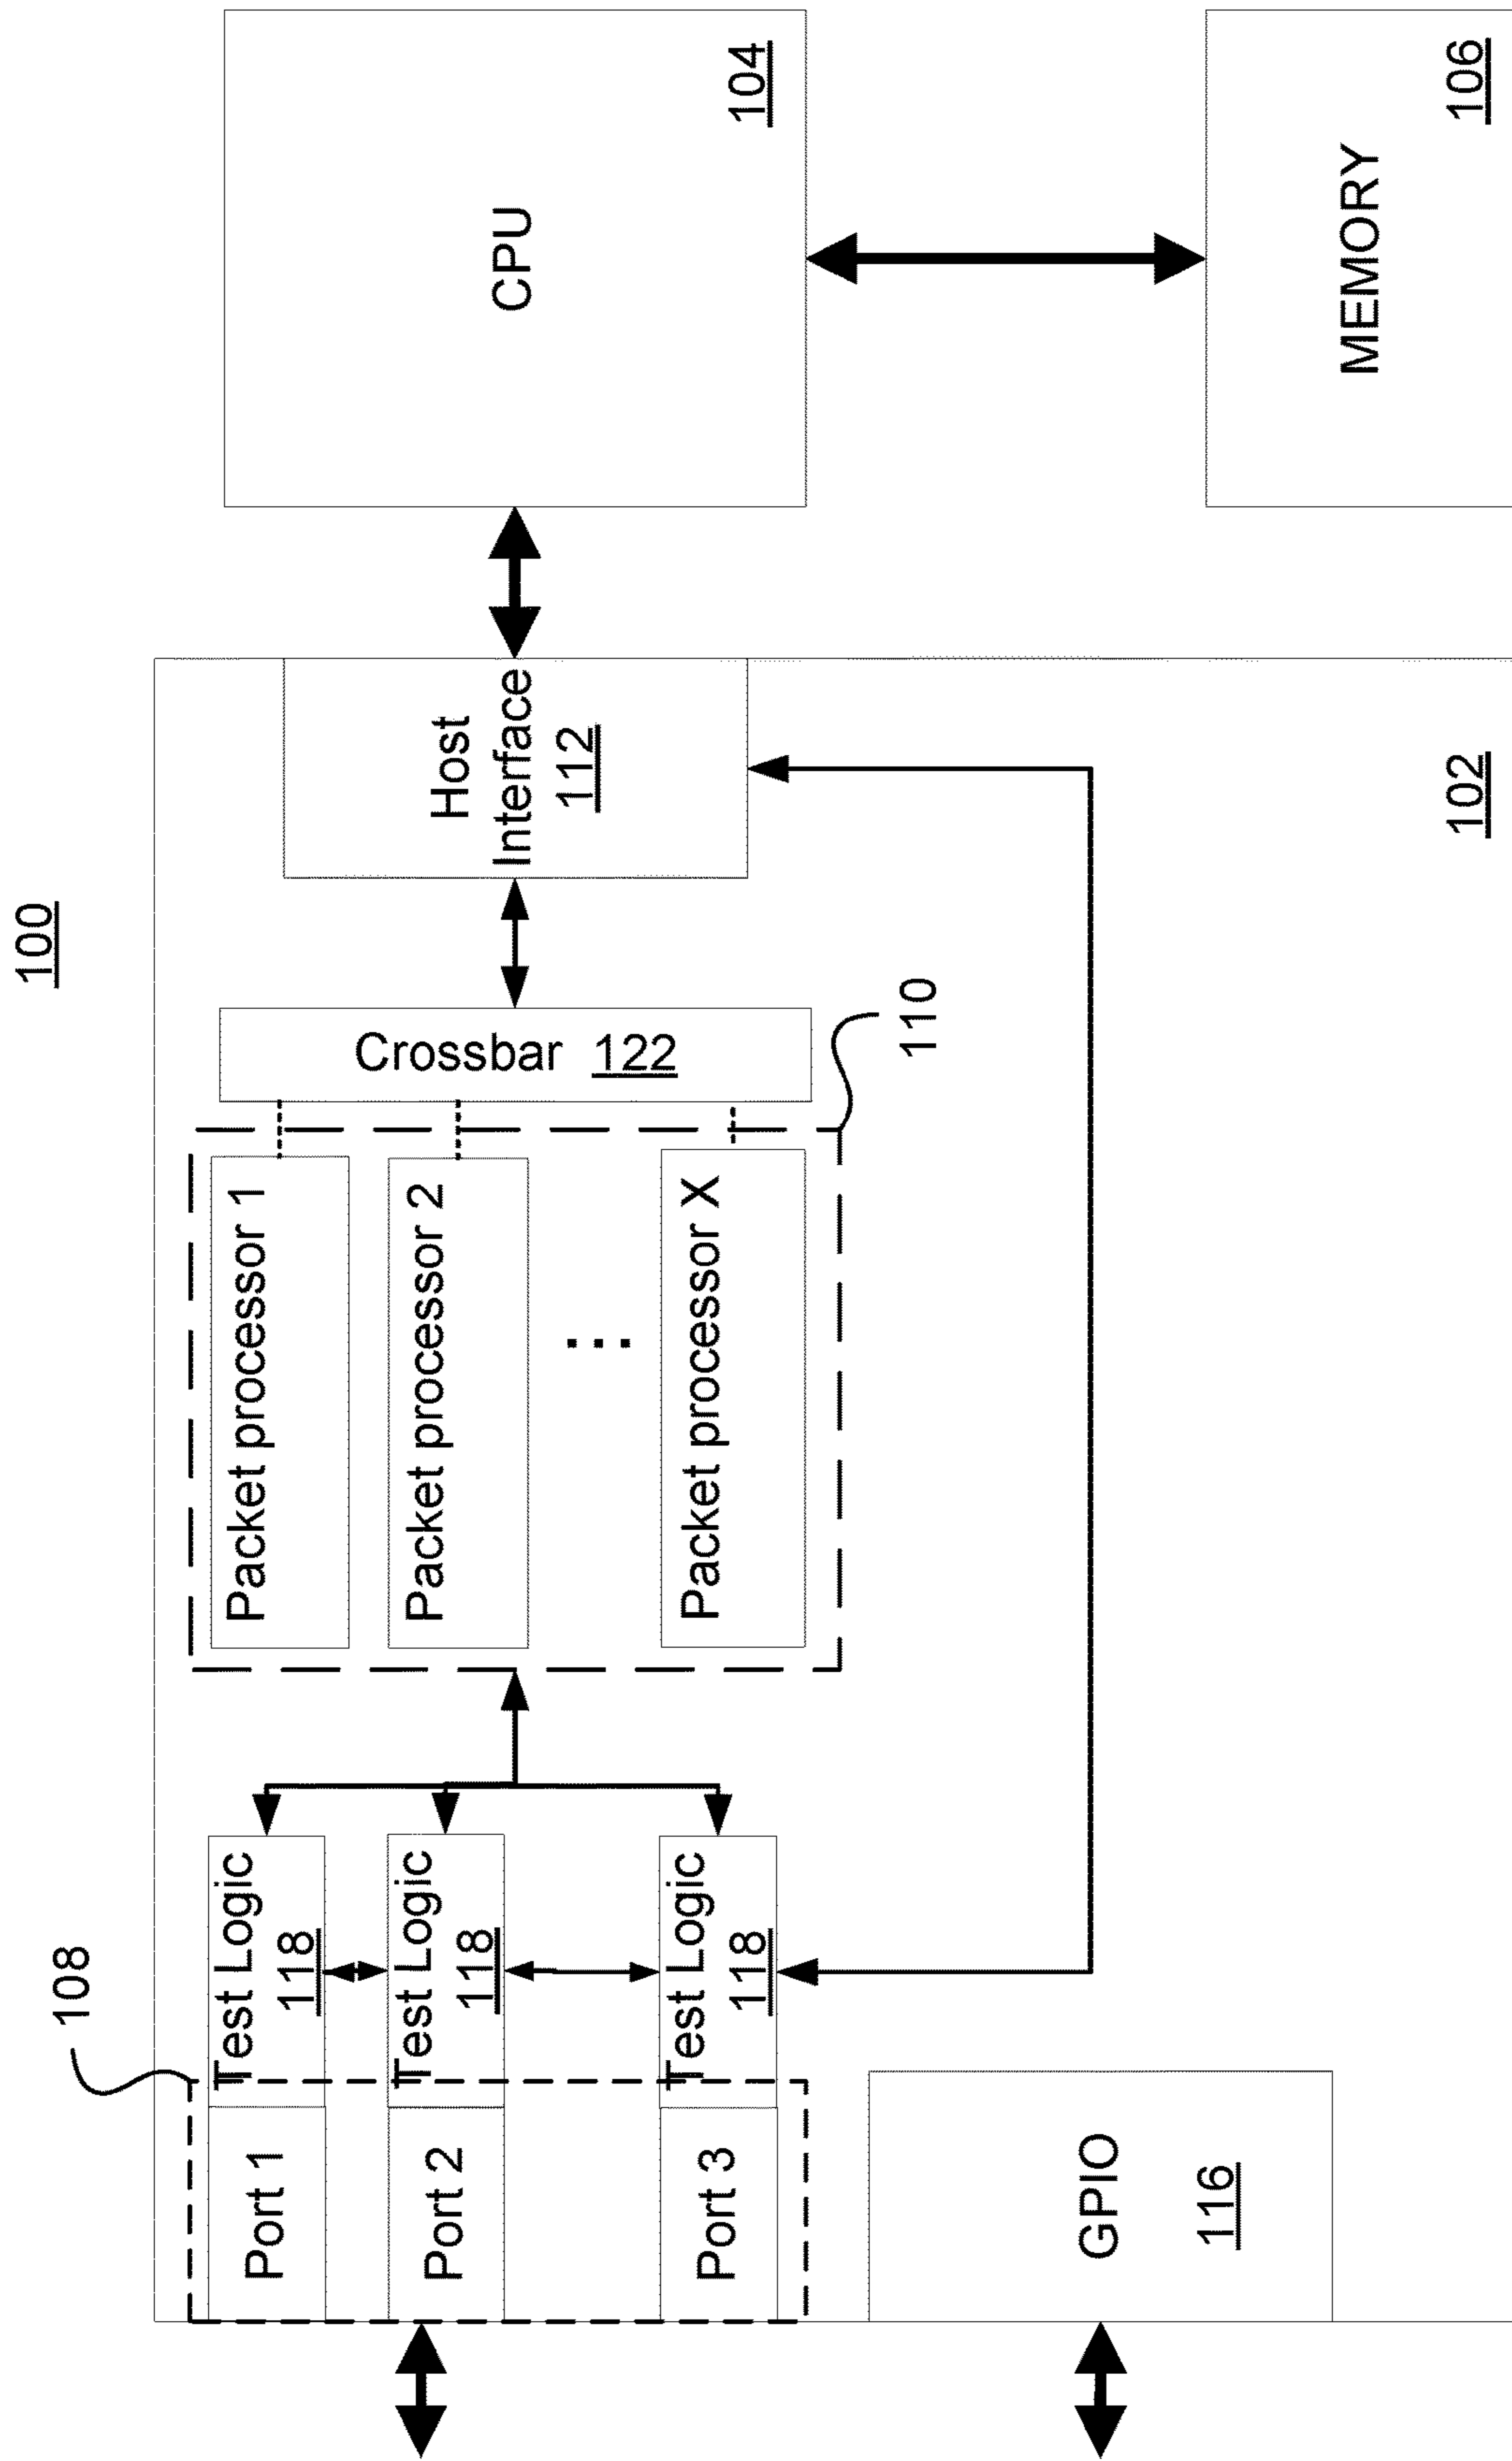 100
108
Port 1
Test Logic
118
Packet processor 1
Port 2
Test Logic
118
Packet processor 2
...
Port 3
Test Logic
118
Packet processor X
110
Crossbar 122
Host
Interface
112
CPU
104
GPIO
116
102
MEMORY
106